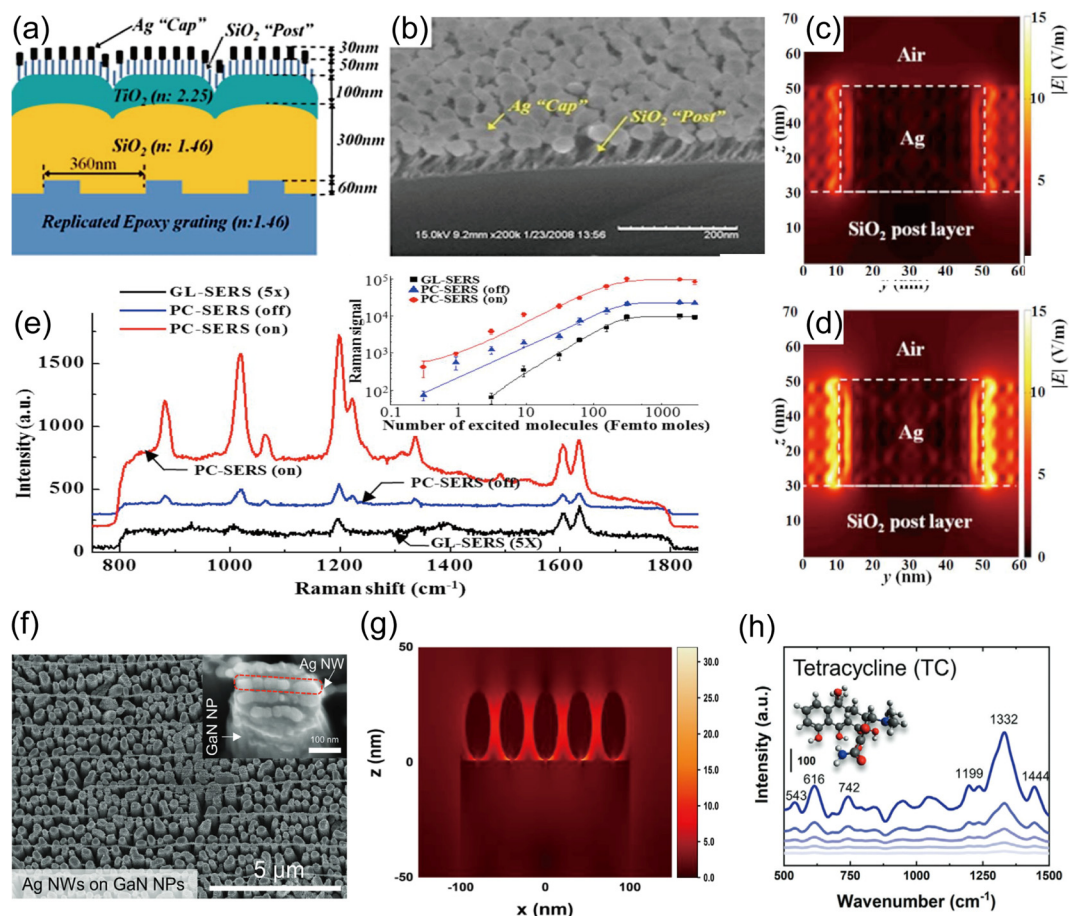 (a)
Ag "Cap"
SiO2 "Post"
30nm
50nm
100nm
TiO2 (n: 2.25)
SiO2 (n: 1.46)
300nm
360nm
60nm
Replicated Epoxy grating (n:1.46)
(b)
Ag "Cap"
SiO2 "Post"
15.0kV 9.2mm x200k 1/23/2008 13:56
200nm
(c)
70
60
50
40
30
20
10
0
z (nm)
Air
Ag
SiO2 post layer
0 10 20 30 40 50 60
y (nm)
15
10
5
|E| (V/m)
(d)
70
60
50
40
30
20
10
z (nm)
Air
Ag
SiO2 post layer
0 10 20 30 40 50 60
y (nm)
15
10
5
0
|E| (V/m)
(e)
GL-SERS (5x)
PC-SERS (off)
PC-SERS (on)
Intensity (a.u.)
1500
1000
500
0
PC-SERS (on)
PC-SERS (off)
GL-SERS (5X)
800 1000 1200 1400 1600 1800
Raman shift (cm-1)
GL-SERS
PC-SERS (off)
PC-SERS (on)
Raman signal
10^5
10^4
10^3
10^2
0.1 1 10 100 1000
Number of excited molecules (Femto moles)
(f)
Ag NW
GaN NP
100 nm
5 µm
Ag NWs on GaN NPs
(g)
50
0
-50
z (nm)
-100 0 100
x (nm)
30.0
25.0
20.0
15.0
10.0
5.0
0.0
(h)
Tetracycline (TC)
Intensity (a.u.)
100
543
616
742
1199
1332
1444
500 700 900 1100 1300 1500
Wavenumber (cm-1)